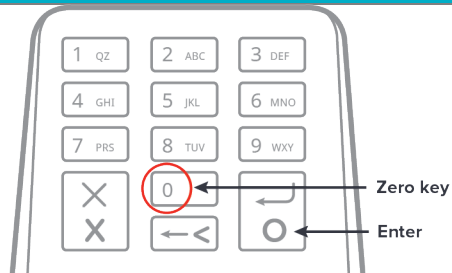 1 QZ 2 ABC 3 DEF
4 GHI 5 JKL 6 MNO
7 PRS 8 TUV 9 WXY
0 Zero key
X O Enter